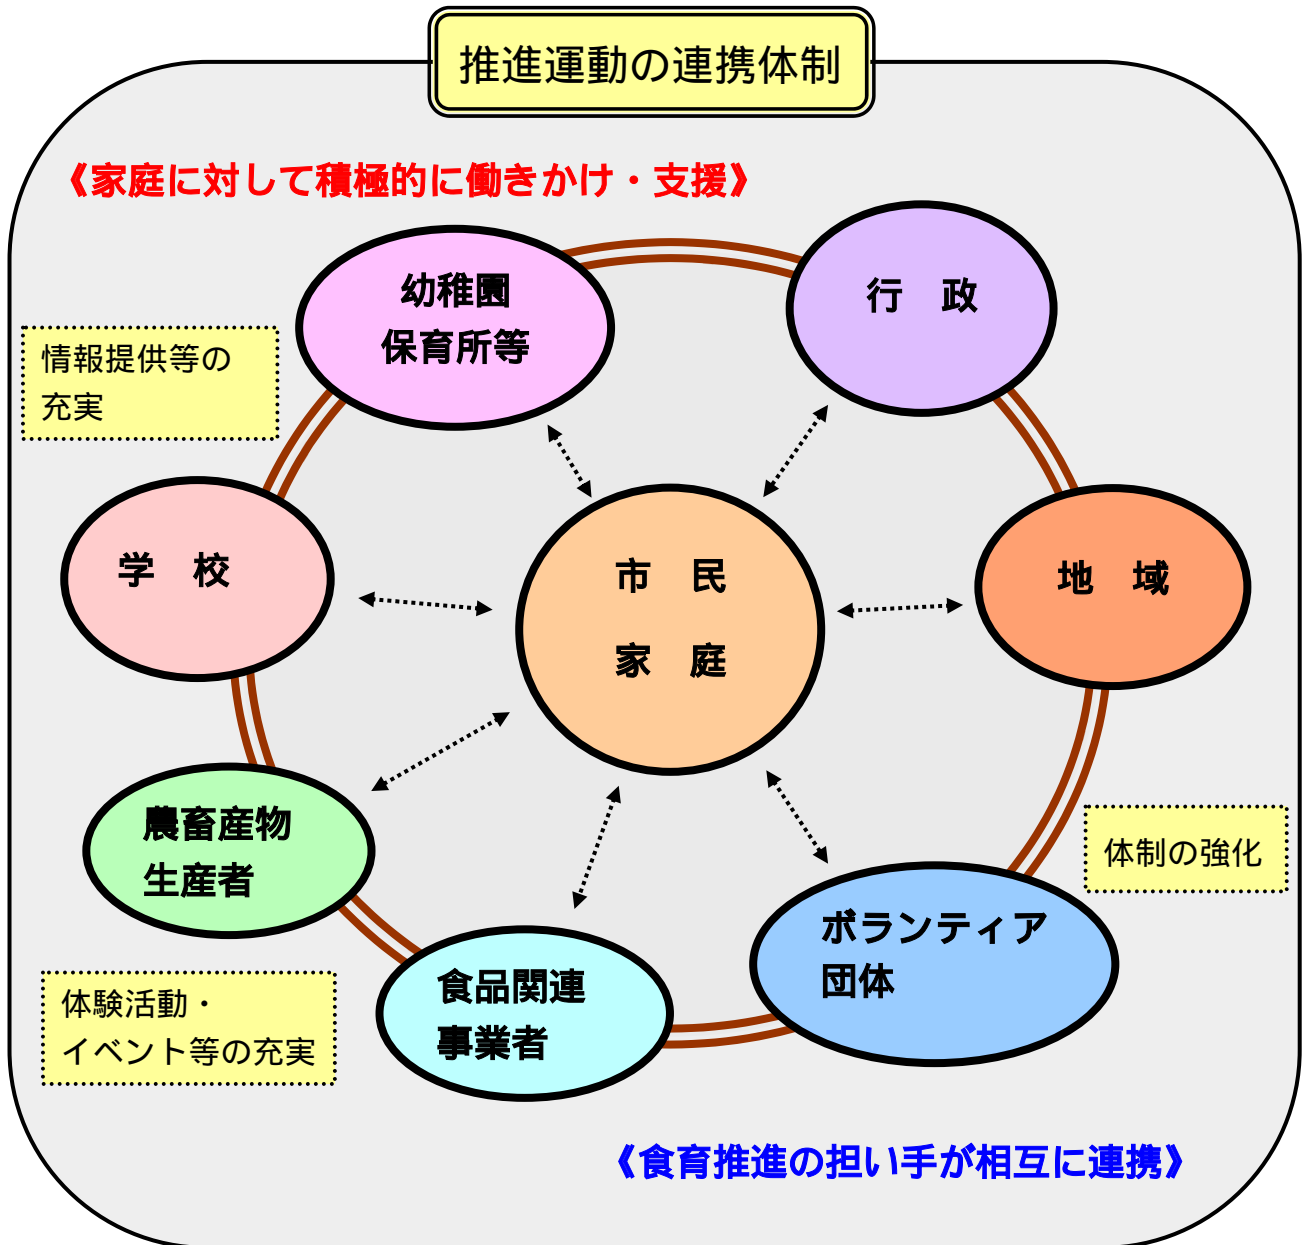 推進運動の連携体制
《家庭に対して積極的に働きかけ・支援》
幼稚園
保育所等
行　政
情報提供等の
充実
学　校
市　民
家　庭
地　域
農畜産物
生産者
体制の強化
ボランティア
団体
食品関連
事業者
体験活動・
イベント等の充実
《食育推進の担い手が相互に連携》